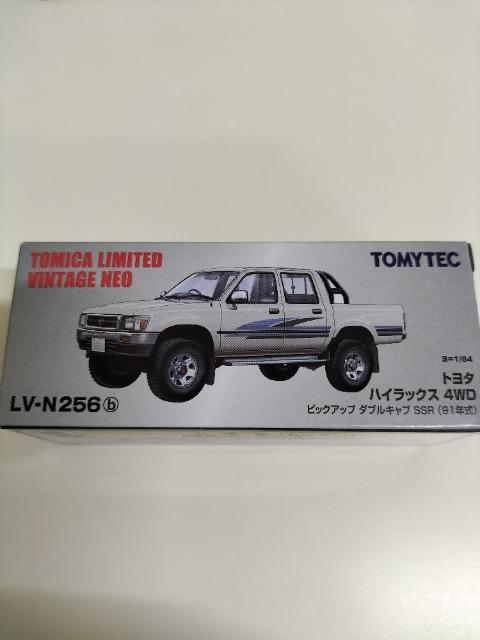 TOMICA LIMITED
VINTAGE NEO
TOMYTEC
S=1/64
LV-N256ⓑ
トヨタ
ハイラックス 4WD
ピックアップ ダブルキャブ SSR (91年式)